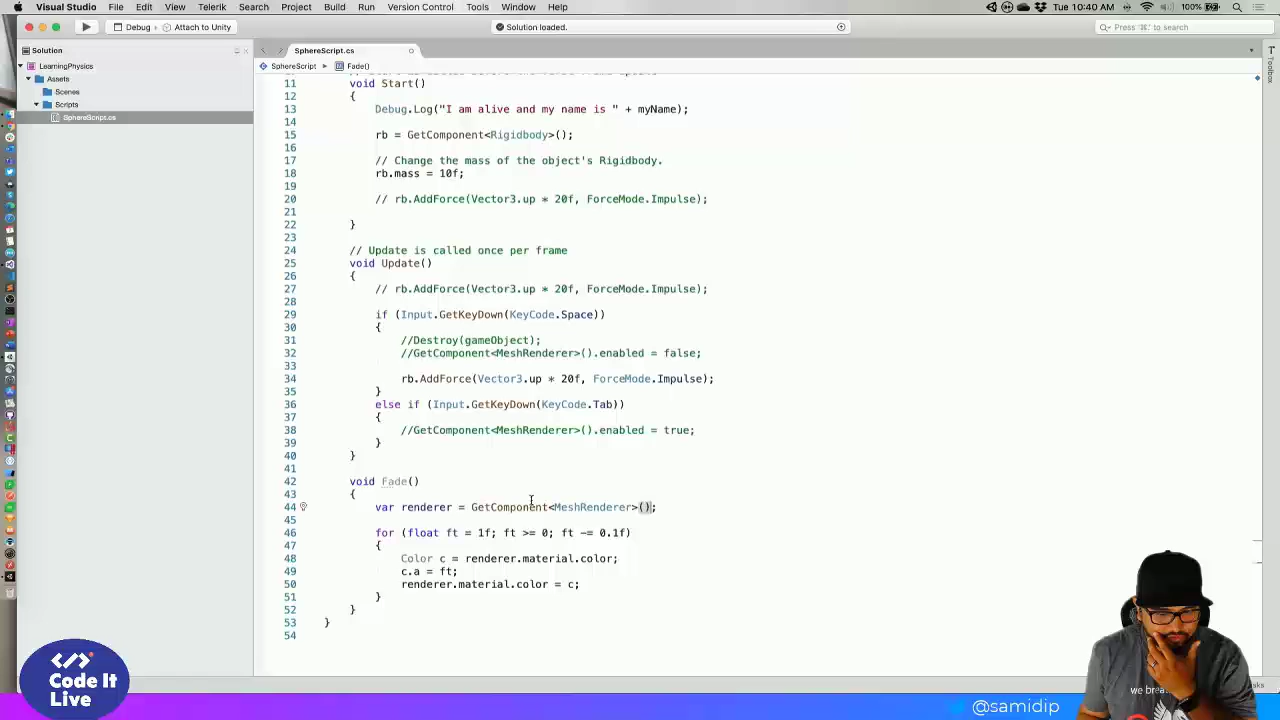 Visual Studio File Edit View Telerik Search Project Build Run Version Control Tools Window Help 100% Tue 10:40 AM
Debug Attach to Unity Solution loaded. Press '⌘.' to search
Solution SphereScript.cs
SphereScript Fade()
LearningPhysics
Assets
Scenes
Scripts
SphereScript.cs
Toolbox
11 void Start()
12 {
13 Debug.Log("I am alive and my name is " + myName);
14
15 rb = GetComponent<Rigidbody>();
16
17 // Change the mass of the object's Rigidbody.
18 rb.mass = 10f;
19
20 // rb.AddForce(Vector3.up * 20f, ForceMode.Impulse);
21
22 }
23
24 // Update is called once per frame
25 void Update()
26 {
27 // rb.AddForce(Vector3.up * 20f, ForceMode.Impulse);
28
29 if (Input.GetKeyDown(KeyCode.Space))
30 {
31 //Destroy(gameObject);
32 //GetComponent<MeshRenderer>().enabled = false;
33
34 rb.AddForce(Vector3.up * 20f, ForceMode.Impulse);
35 }
36 else if (Input.GetKeyDown(KeyCode.Tab))
37 {
38 //GetComponent<MeshRenderer>().enabled = true;
39 }
40 }
41
42 void Fade()
43 {
44 var renderer = GetComponent<MeshRenderer>();
45
46 for (float ft = 1f; ft >= 0; ft -= 0.1f)
47 {
48 Color c = renderer.material.color;
49 c.a = ft;
50 renderer.material.color = c;
51 }
52 }
53 }
54
</> Code It
Live
we brea
@samidip